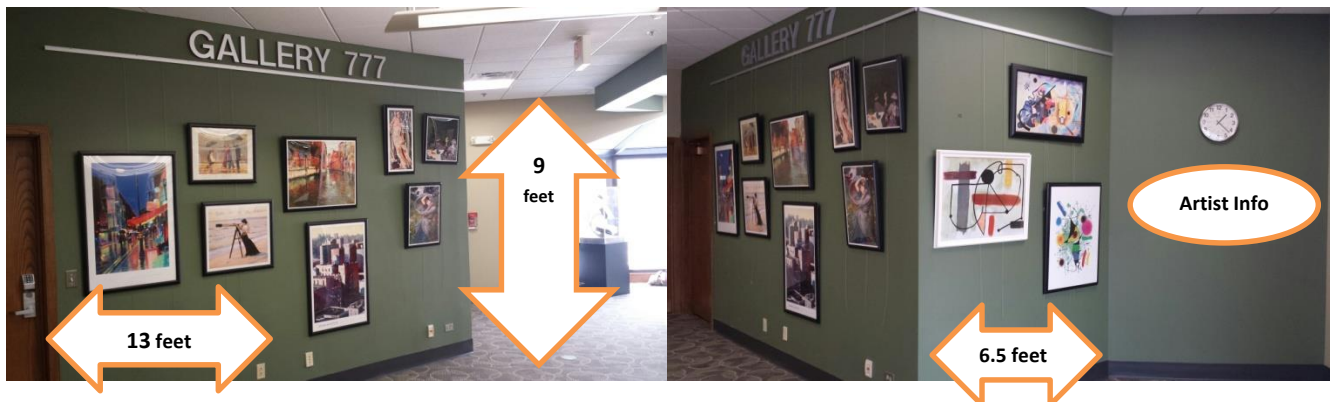 GALLERY 777
9
feet
13 feet
GALLERY 777
Artist Info
6.5 feet